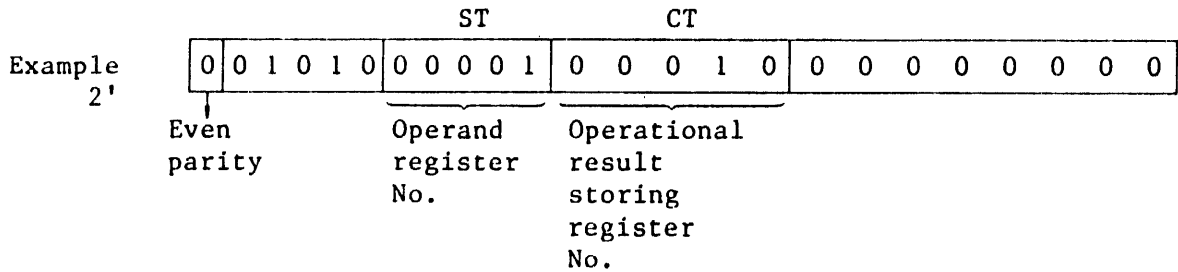 ST CT
Example 0 0 1 0 1 0 0 0 0 0 1 0 0 0 1 0 0 0 0 0 0 0 0 0
2'
Even Operand Operational
parity register result
No. storing
register
No.